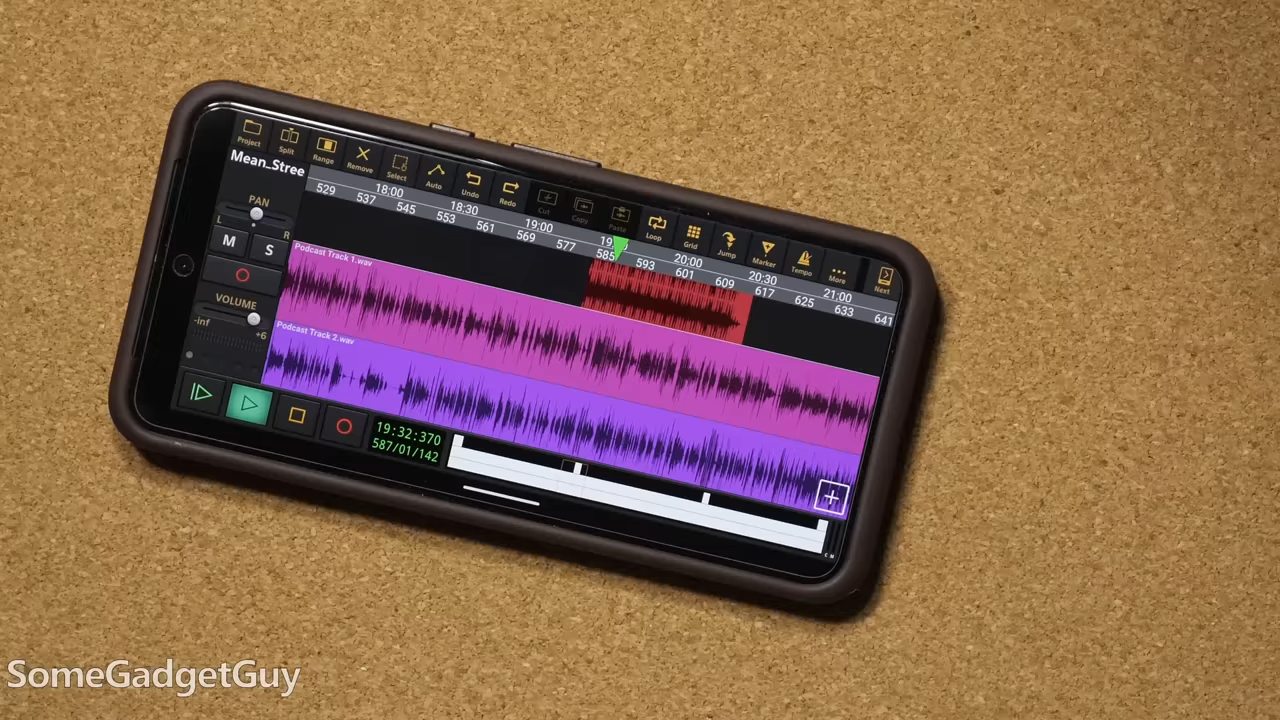 Project Split Range Remove Select Auto Undo Redo Cut Copy Paste Loop Grid Jump Marker Tempo More Next
Mean_Stree
18:00 18:30 19:00 19: 20:00 20:30 21:00
529 537 545 553 561 569 577 585 593 601 609 617 625 633 641
PAN
L R
M S
VOLUME
-inf +6
Podcast Track 1.wav
Podcast Track 2.wav
19:32:370
587/01/142
SomeGadgetGuy